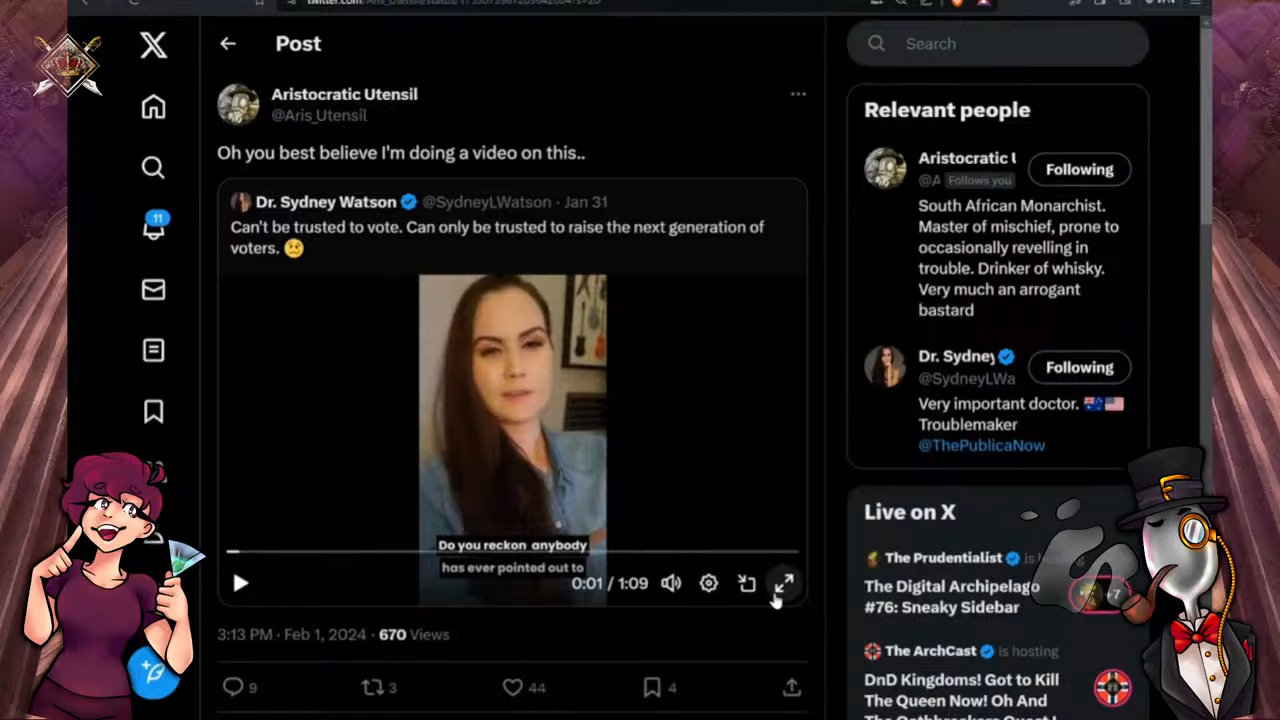 Post
Aristocratic Utensil
@Aris_Utensil
Oh you best believe I'm doing a video on this..
Dr. Sydney Watson @SydneyLWatson · Jan 31
Can't be trusted to vote. Can only be trusted to raise the next generation of
voters.
Do you reckon anybody
has ever pointed out to
0:01 / 1:09
3:13 PM · Feb 1, 2024 · 670 Views
9
3
44
4
11
Search
Relevant people
Aristocratic
@A Follows you
Following
South African Monarchist.
Master of mischief, prone to
occasionally revelling in
trouble. Drinker of whisky.
Very much an arrogant
bastard
Dr. Sydney
@SydneyLWa
Following
Very important doctor.
Troublemaker
@ThePublicaNow
Live on X
The Prudentialist is
The Digital Archipelago
#76: Sneaky Sidebar
+7
The ArchCast is hosting
DnD Kingdoms! Got to Kill
The Queen Now! Oh And